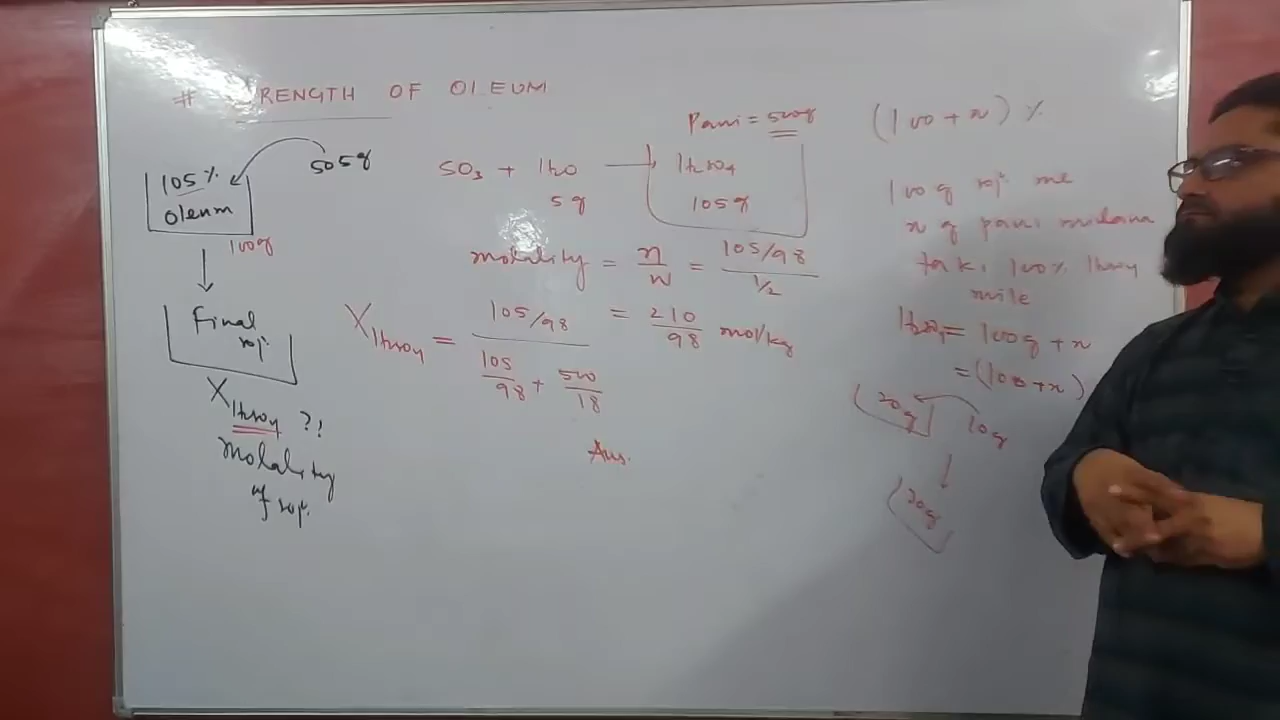 # STRENGTH OF OLEUM
105%
Oleum
505g
100g
Final
sol.
X H2SO4 ??
Molality
of sol.
Pani = 500g
SO3 + H2O → H2SO4
5g 105g
molality = n/W = 105/98 / 1/2
= 210/98 mol/kg
X H2SO4 = 105/98 / 105/98 + 500/18
Ans.
(100 + x) %
100g sol. me
x g pani milana
tak. 100% H2SO4
mile
H2SO4 = 100g + x
= (100 + x)
20g 10g